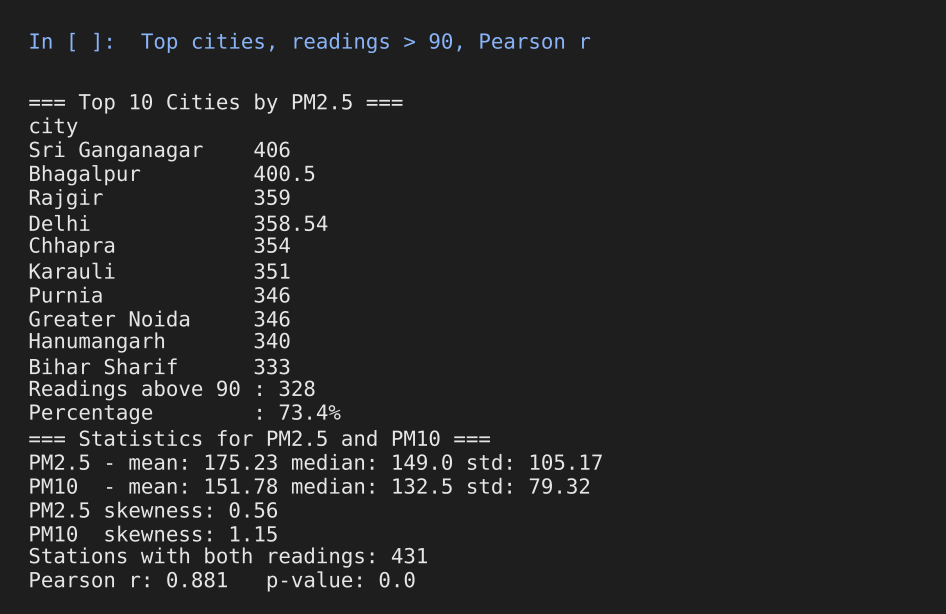 In [ ]:  Top cities, readings > 90, Pearson r
=== Top 10 Cities by PM2.5 ===
city
Sri Ganganagar    406
Bhagalpur         400.5
Rajgir            359
Delhi             358.54
Chhapra           354
Karauli           351
Purnia            346
Greater Noida     346
Hanumangarh       340
Bihar Sharif      333
Readings above 90 : 328
Percentage        : 73.4%
=== Statistics for PM2.5 and PM10 ===
PM2.5 - mean: 175.23 median: 149.0 std: 105.17
PM10  - mean: 151.78 median: 132.5 std: 79.32
PM2.5 skewness: 0.56
PM10  skewness: 1.15
Stations with both readings: 431
Pearson r: 0.881   p-value: 0.0